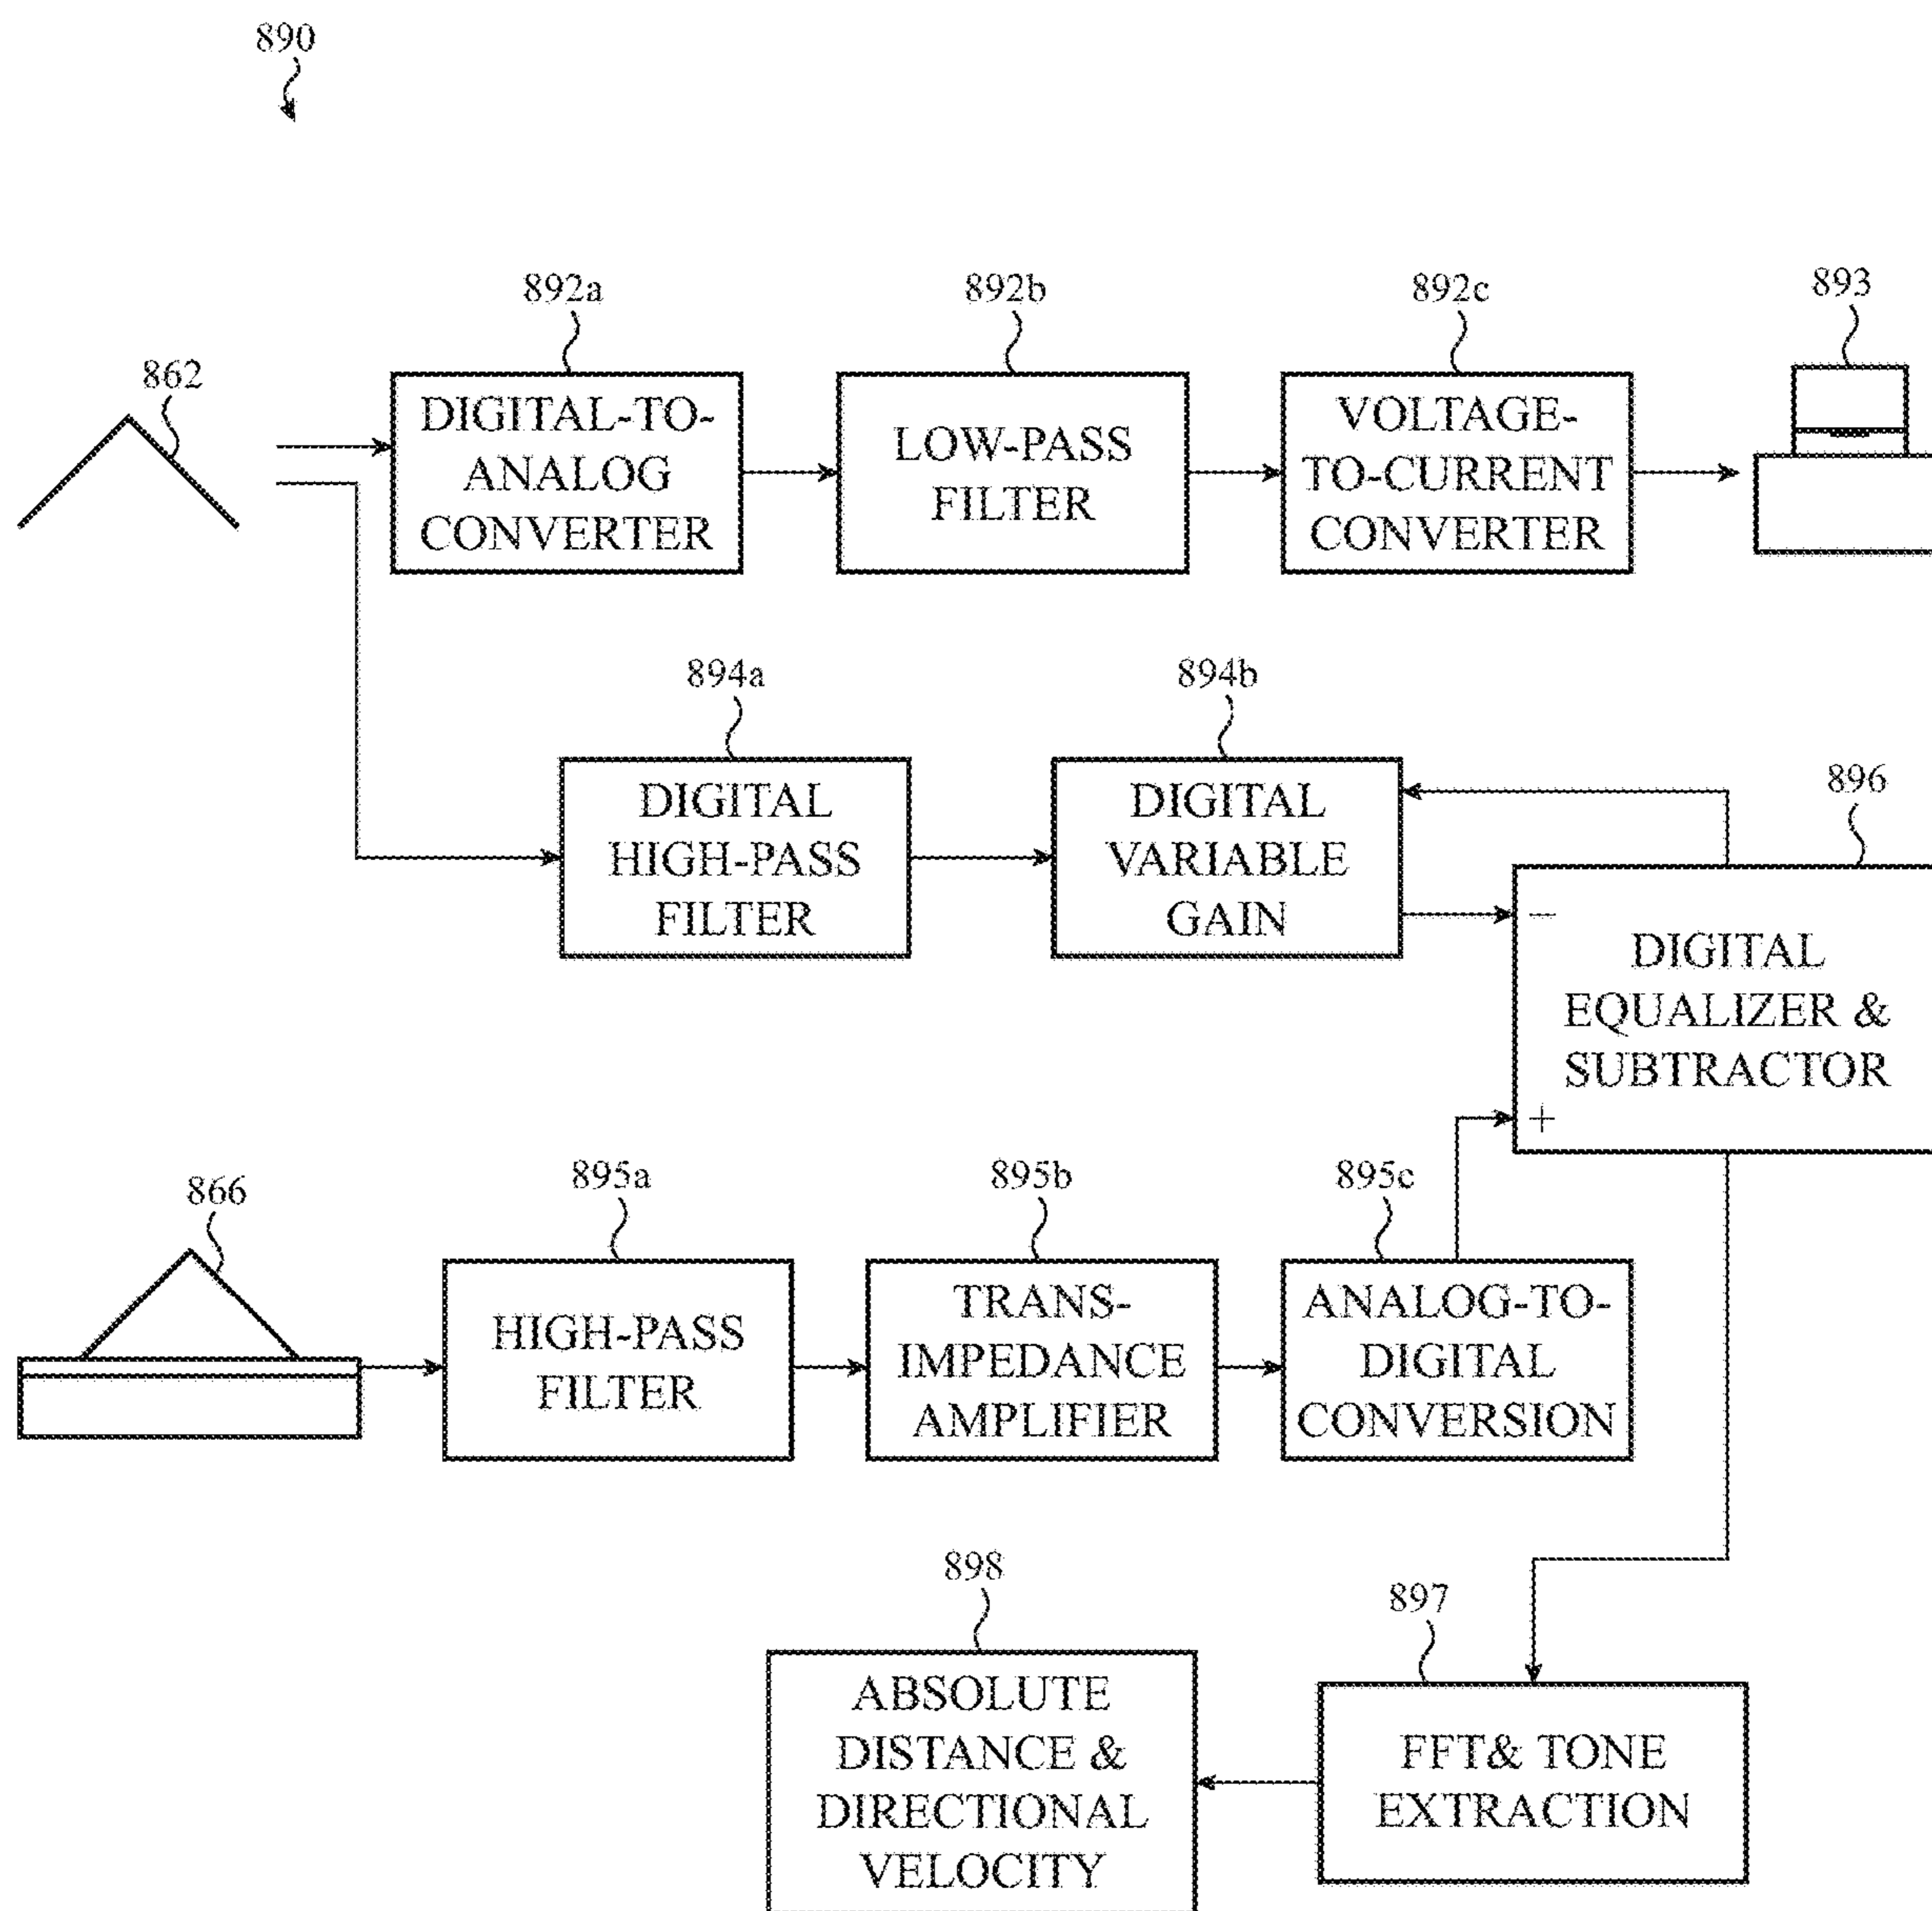 890
892a
892b
892c
893
862
DIGITAL-TO-
ANALOG
CONVERTER
LOW-PASS
FILTER
VOLTAGE-
TO-CURRENT
CONVERTER
894a
894b
896
DIGITAL
HIGH-PASS
FILTER
DIGITAL
VARIABLE
GAIN
−
DIGITAL
EQUALIZER &
SUBTRACTOR
+
866
895a
895b
895c
HIGH-PASS
FILTER
TRANS-
IMPEDANCE
AMPLIFIER
ANALOG-TO-
DIGITAL
CONVERSION
898
897
ABSOLUTE
DISTANCE &
DIRECTIONAL
VELOCITY
FFT& TONE
EXTRACTION